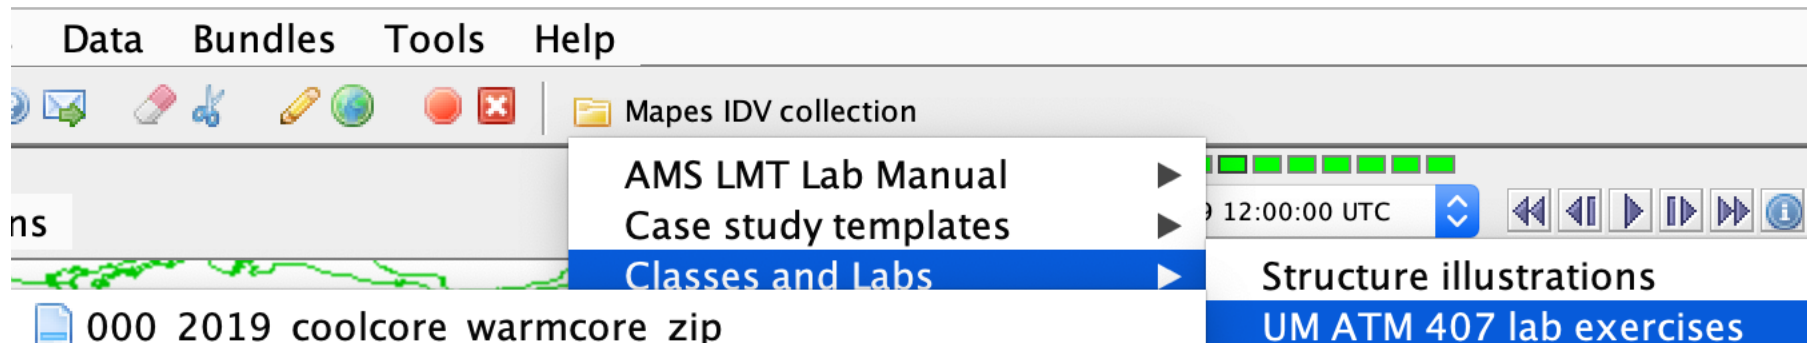 Data Bundles Tools Help
Mapes IDV collection
AMS LMT Lab Manual
Case study templates
Classes and Labs
12:00:00 UTC
ns
Structure illustrations
UM ATM 407 lab exercises
000 2019 coolcore warmcore zip